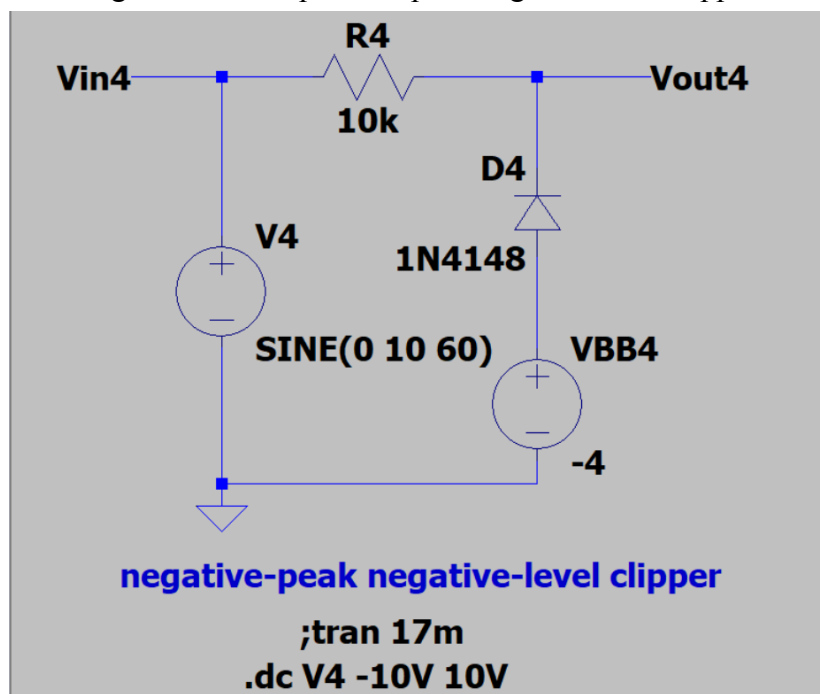 R4
Vin4
Vout4
10k
D4
V4
1N4148
SINE(0 10 60)
VBB4
-4
negative-peak negative-level clipper
;tran 17m
.dc V4 -10V 10V